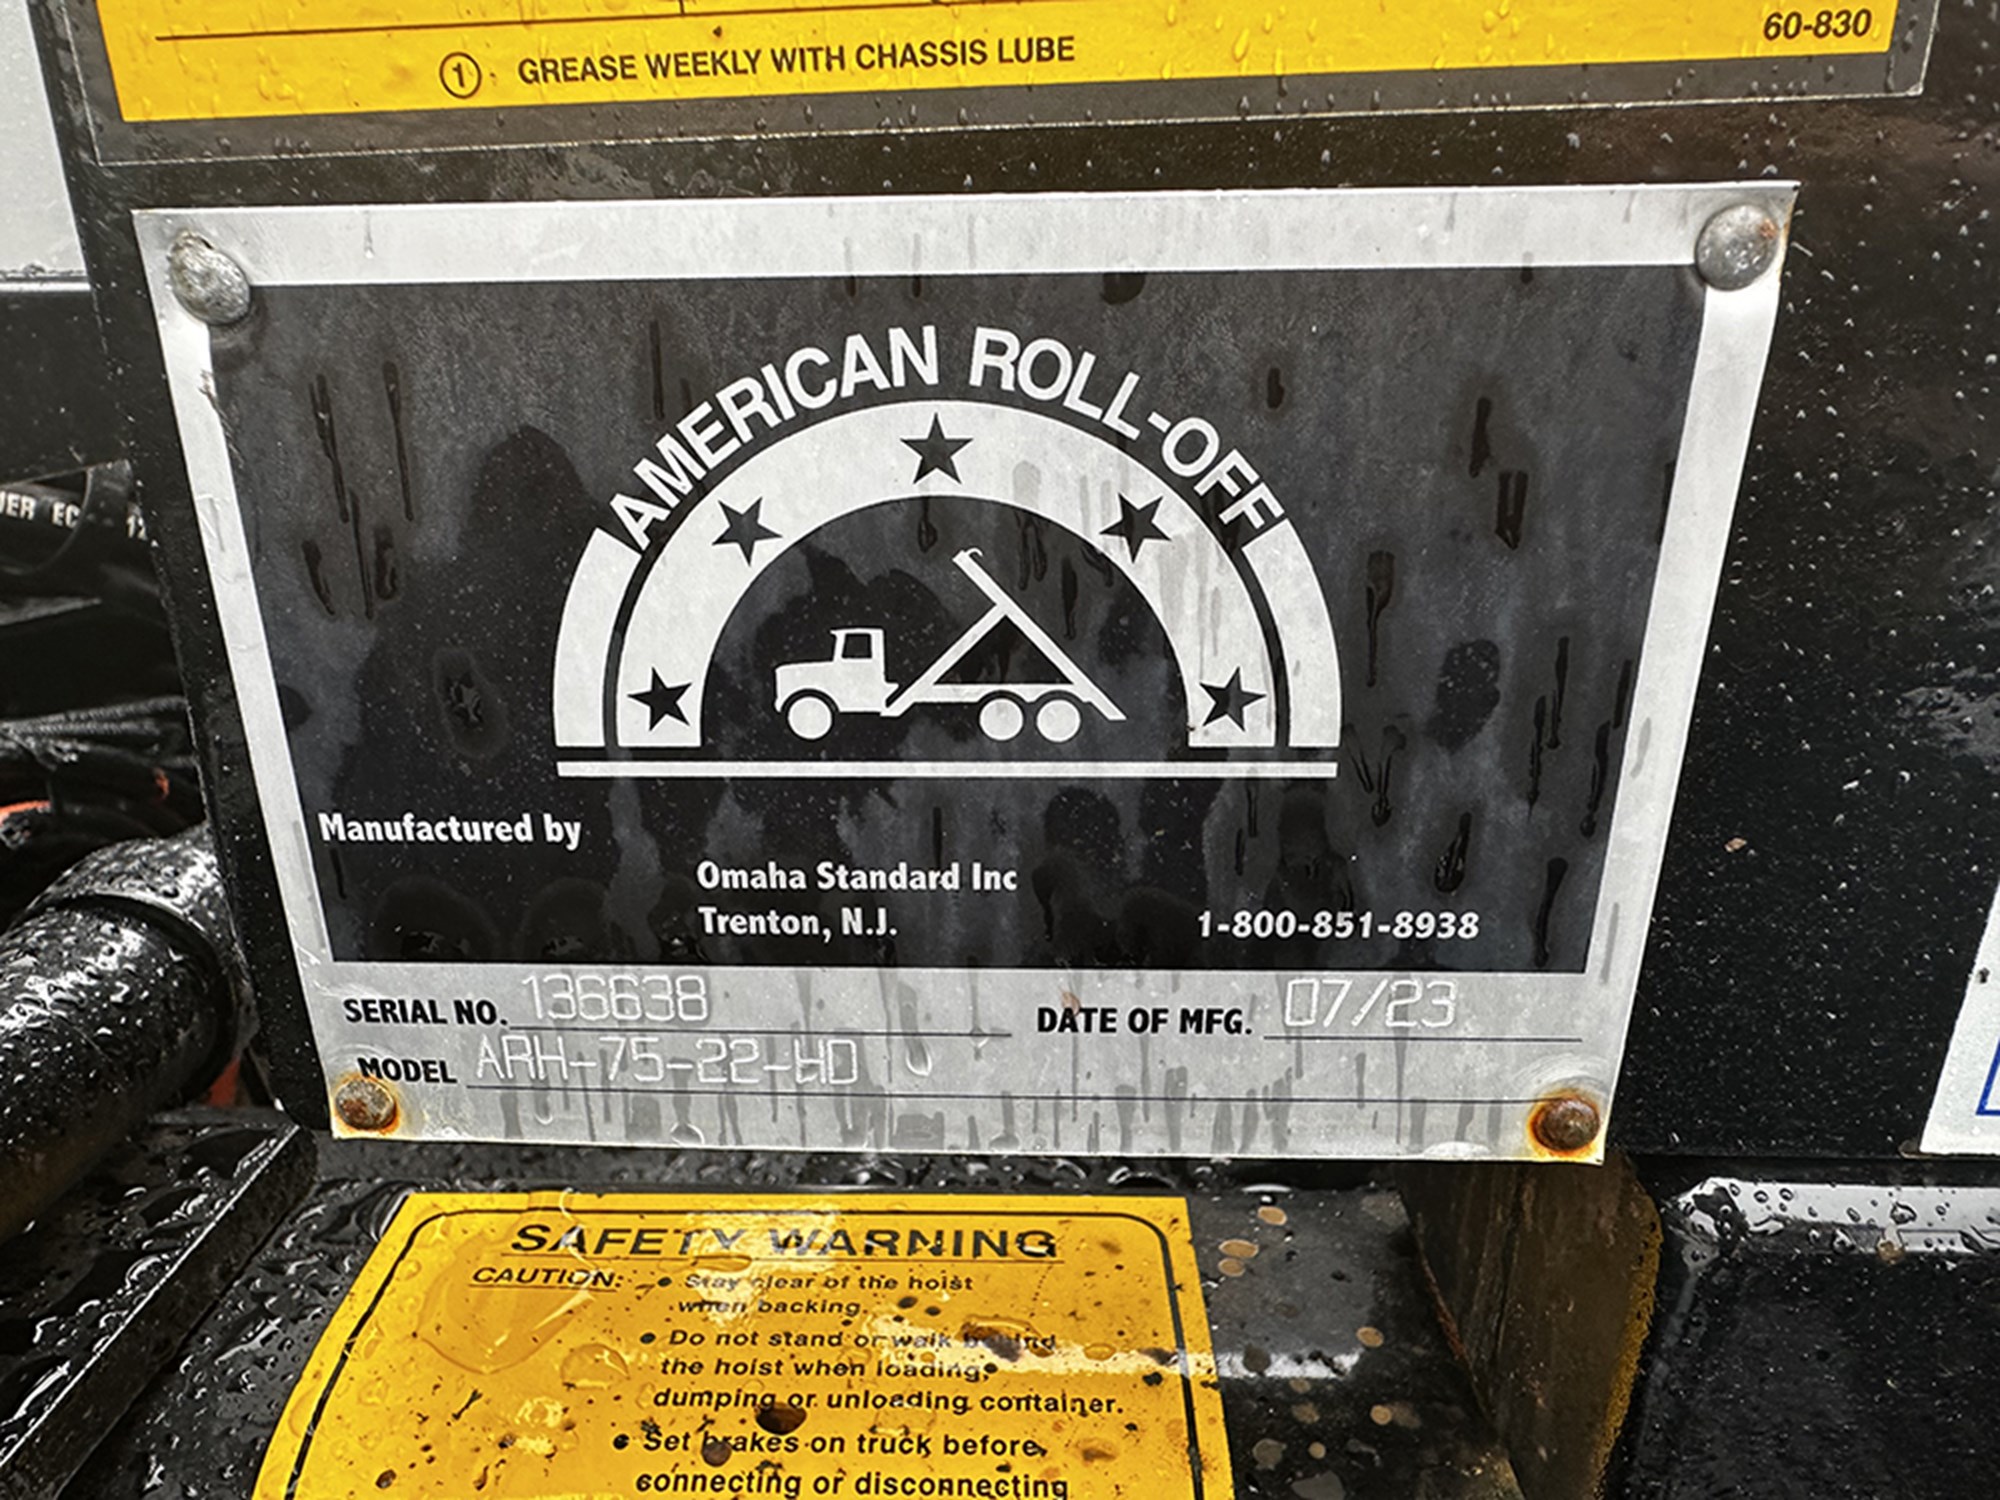 ① GREASE WEEKLY WITH CHASSIS LUBE
60-830
AMERICAN ROLL-OFF
Manufactured by
Omaha Standard Inc
Trenton, N.J.
1-800-851-8938
SERIAL NO. 136638
DATE OF MFG. 07/23
MODEL ARH-75-22-HD
SAFETY WARNING
CAUTION: • Stay clear of the hoist
when backing.
• Do not stand or walk behind
the hoist when loading,
dumping or unloading container.
• Set brakes on truck before
connecting or disconnecting